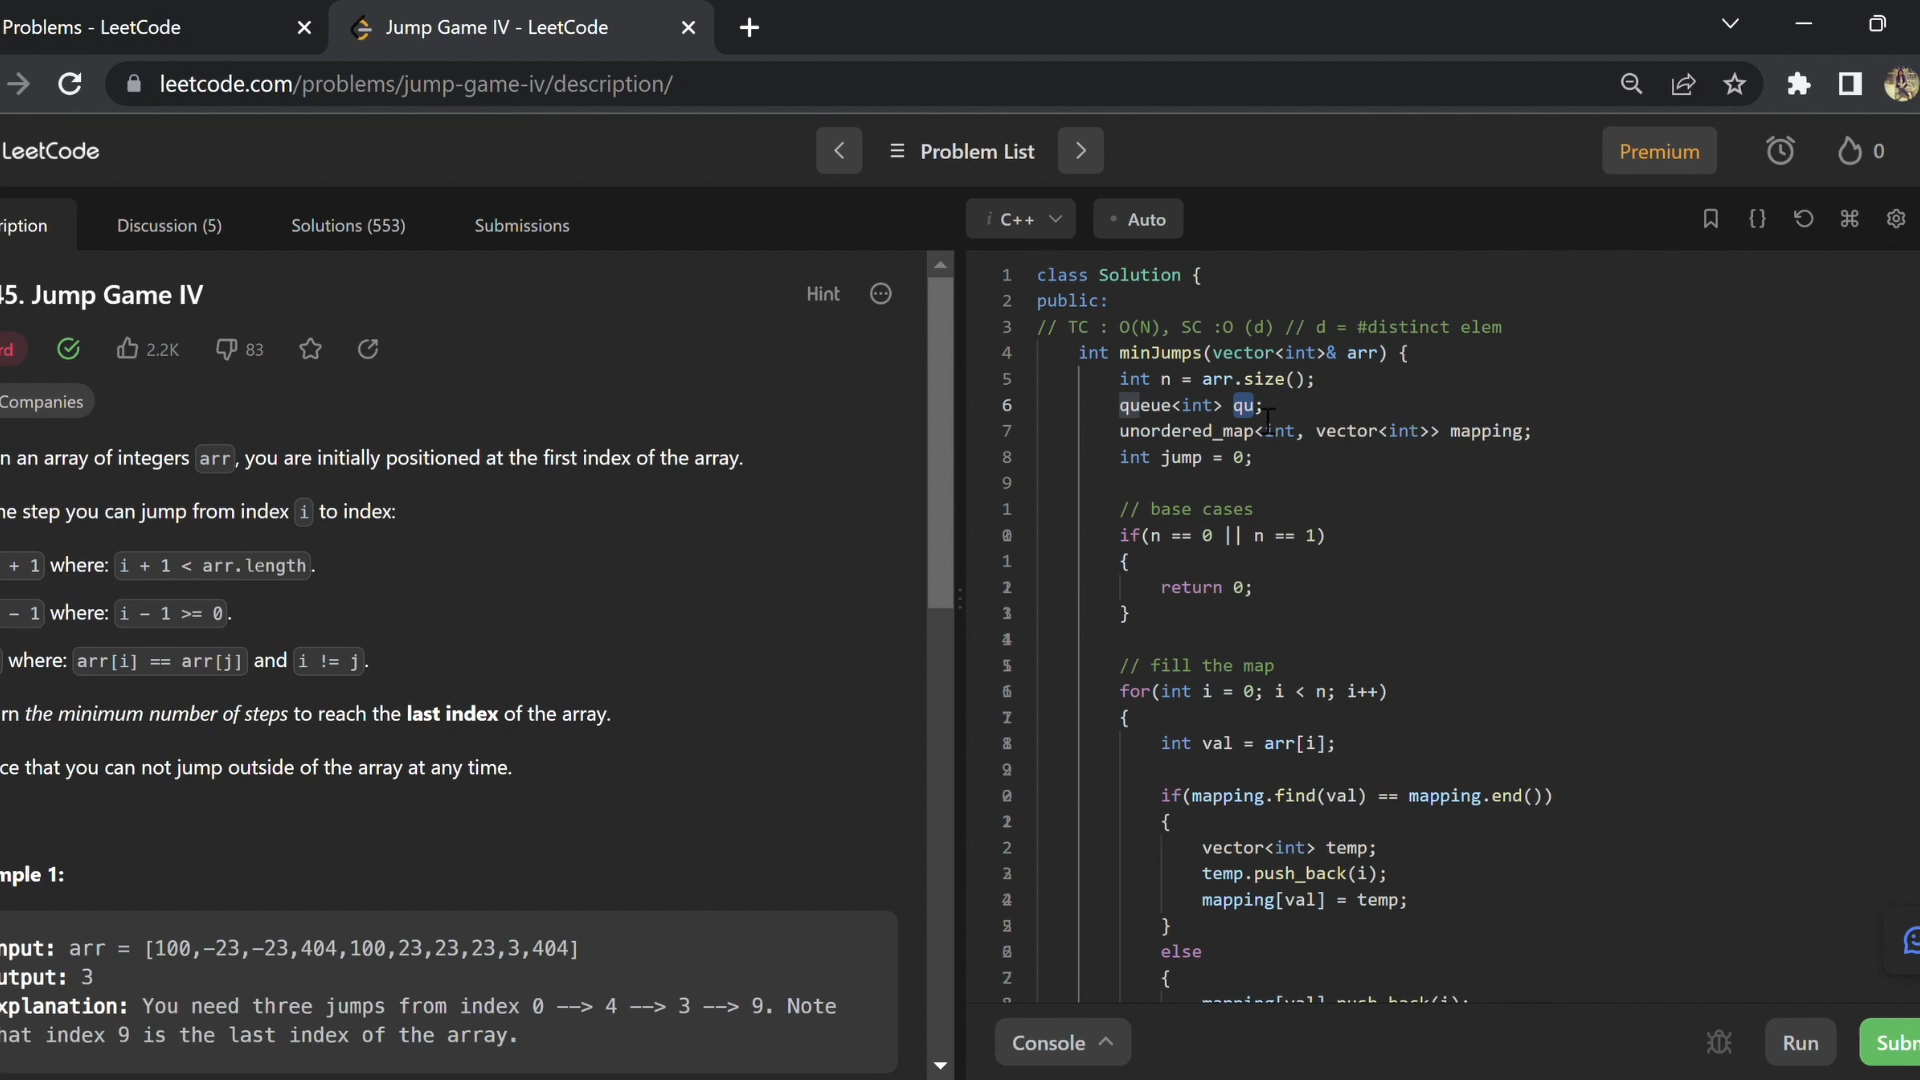 Problems - LeetCode
Jump Game IV - LeetCode
leetcode.com/problems/jump-game-iv/description/
LeetCode
Problem List
Premium
0
ription
Discussion (5)
Solutions (553)
Submissions
i C++
Auto
45. Jump Game IV
Hint
rd
2.2K
83
Companies
n an array of integers arr, you are initially positioned at the first index of the array.
ne step you can jump from index i to index:
+ 1 where: i + 1 < arr.length.
- 1 where: i - 1 >= 0.
where: arr[i] == arr[j] and i != j.
rn the minimum number of steps to reach the last index of the array.
ce that you can not jump outside of the array at any time.
mple 1:
nput: arr = [100,-23,-23,404,100,23,23,23,3,404]
utput: 3
xplanation: You need three jumps from index 0 --> 4 --> 3 --> 9. Note
hat index 9 is the last index of the array.
1 class Solution {
2 public:
3 // TC : O(N), SC :O (d) // d = #distinct elem
4 int minJumps(vector<int>& arr) {
5 int n = arr.size();
6 queue<int> qu;
7 unordered_map<int, vector<int>> mapping;
8 int jump = 0;
9
1 // base cases
if(n == 0 || n == 1)
{
return 0;
}
// fill the map
for(int i = 0; i < n; i++)
{
int val = arr[i];
if(mapping.find(val) == mapping.end())
{
vector<int> temp;
temp.push_back(i);
mapping[val] = temp;
}
else
{
mapping[val].push_back(i);
Console
Run
Subm